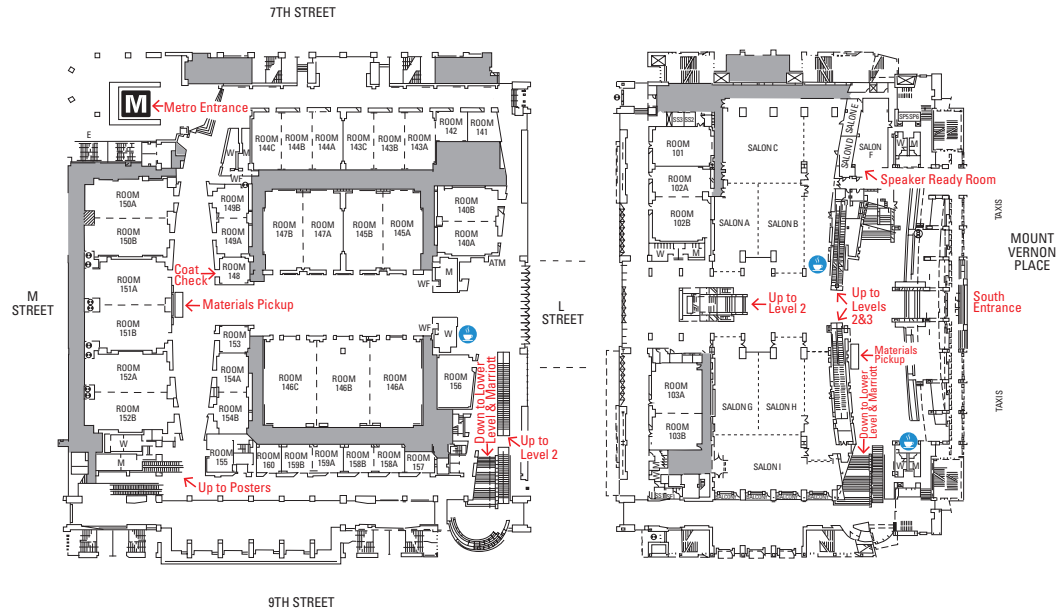 7TH STREET
M
Metro Entrance
E
W
M
WF
ROOM
144C
ROOM
144B
ROOM
144A
ROOM
143C
ROOM
143B
ROOM
143A
ROOM
142
ROOM
141
ROOM
150A
ROOM
150B
ROOM
149B
ROOM
149A
ROOM
148
Coat
Check
ROOM
147B
ROOM
147A
ROOM
145B
ROOM
145A
ROOM
140B
ROOM
140A
ATM
M
WF
M
STREET
ROOM
151A
Materials Pickup
ROOM
151B
ROOM
152A
ROOM
152B
ROOM
153
ROOM
154A
ROOM
154B
ROOM
146C
ROOM
146B
ROOM
146A
WF
W
ROOM
156
L
STREET
Down to Lower
Level & Marriott
Up to
Level 2
W
M
ROOM
155
ROOM
160
ROOM
159B
ROOM
159A
ROOM
158B
ROOM
158A
ROOM
157
Up to Posters
9TH STREET
SS3
SS2
ROOM
101
ROOM
102A
ROOM
102B
W
M
SALON C
SALON A
SALON B
SALON D
SALON E
SALON
F
SP5
SP6
W
M
Speaker Ready Room
TAXIS
MOUNT
VERNON
PLACE
Up to
Level 2
Up to
Levels
2&3
South
Entrance
Materials
Pickup
ROOM
103A
ROOM
103B
SALON G
SALON H
SALON I
Down to Lower
Level & Marriott
TAXIS
W
M